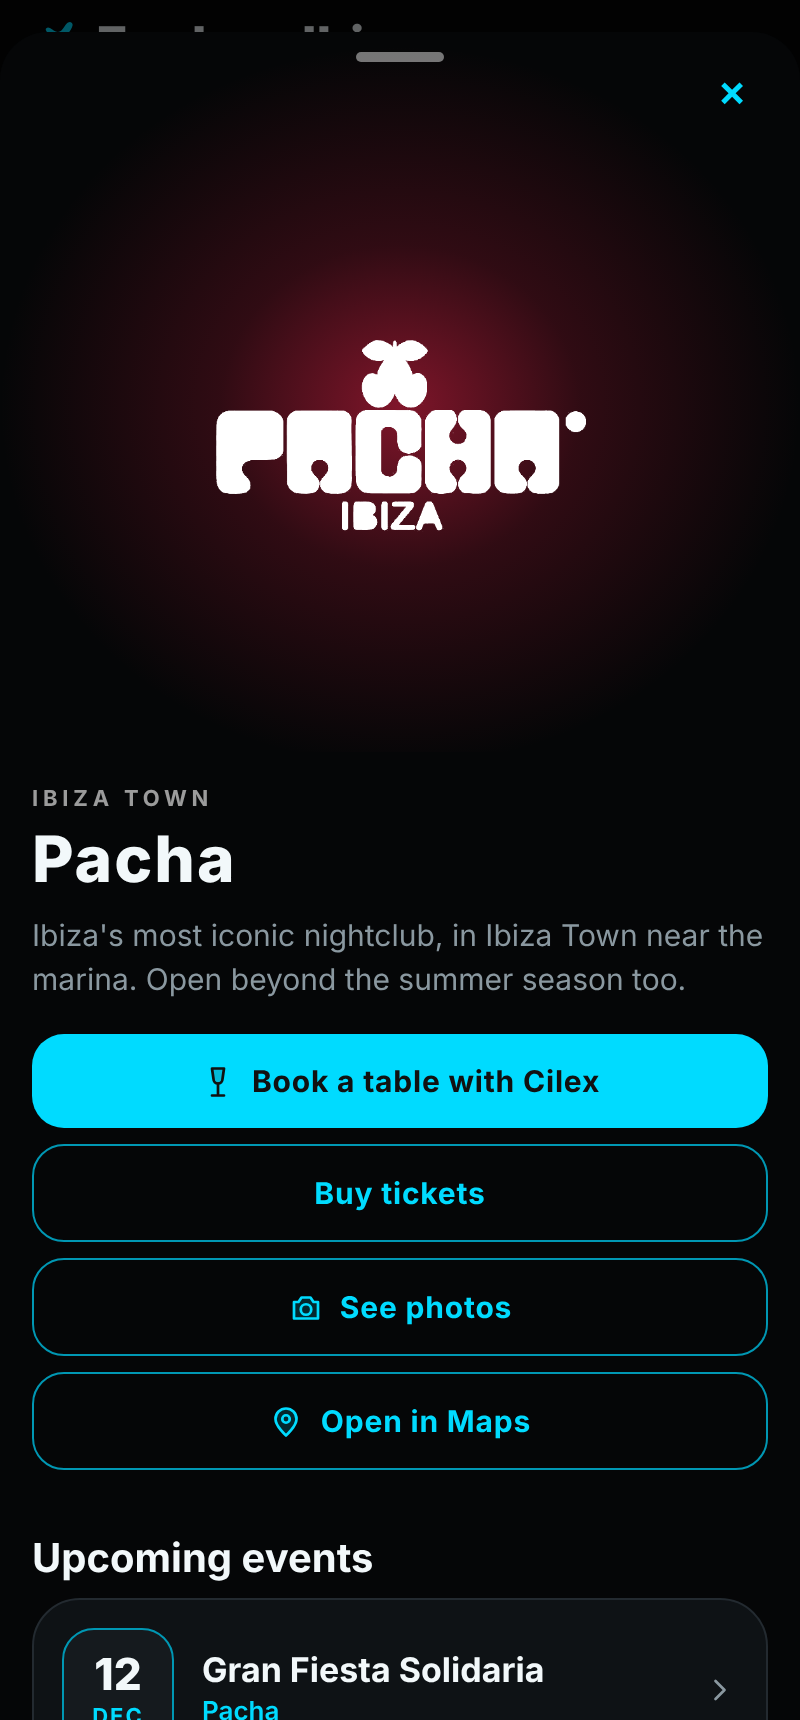 PACHA
IBIZA
IBIZA TOWN
Pacha
Ibiza's most iconic nightclub, in Ibiza Town near the
marina. Open beyond the summer season too.
Book a table with Cilex
Buy tickets
See photos
Open in Maps
Upcoming events
12
DEC
Gran Fiesta Solidaria
Pacha